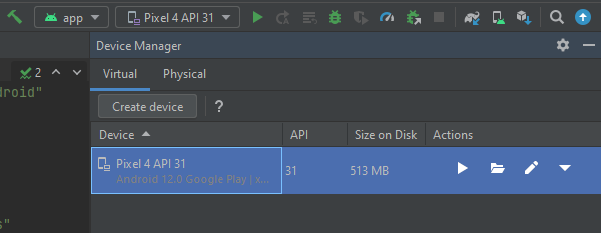 app Pixel 4 API 31
Device Manager
2 Virtual Physical
droid"
Create device ?
Device API Size on Disk Actions
Pixel 4 API 31 31 513 MB
Android 12.0 Google Play | x...
s"